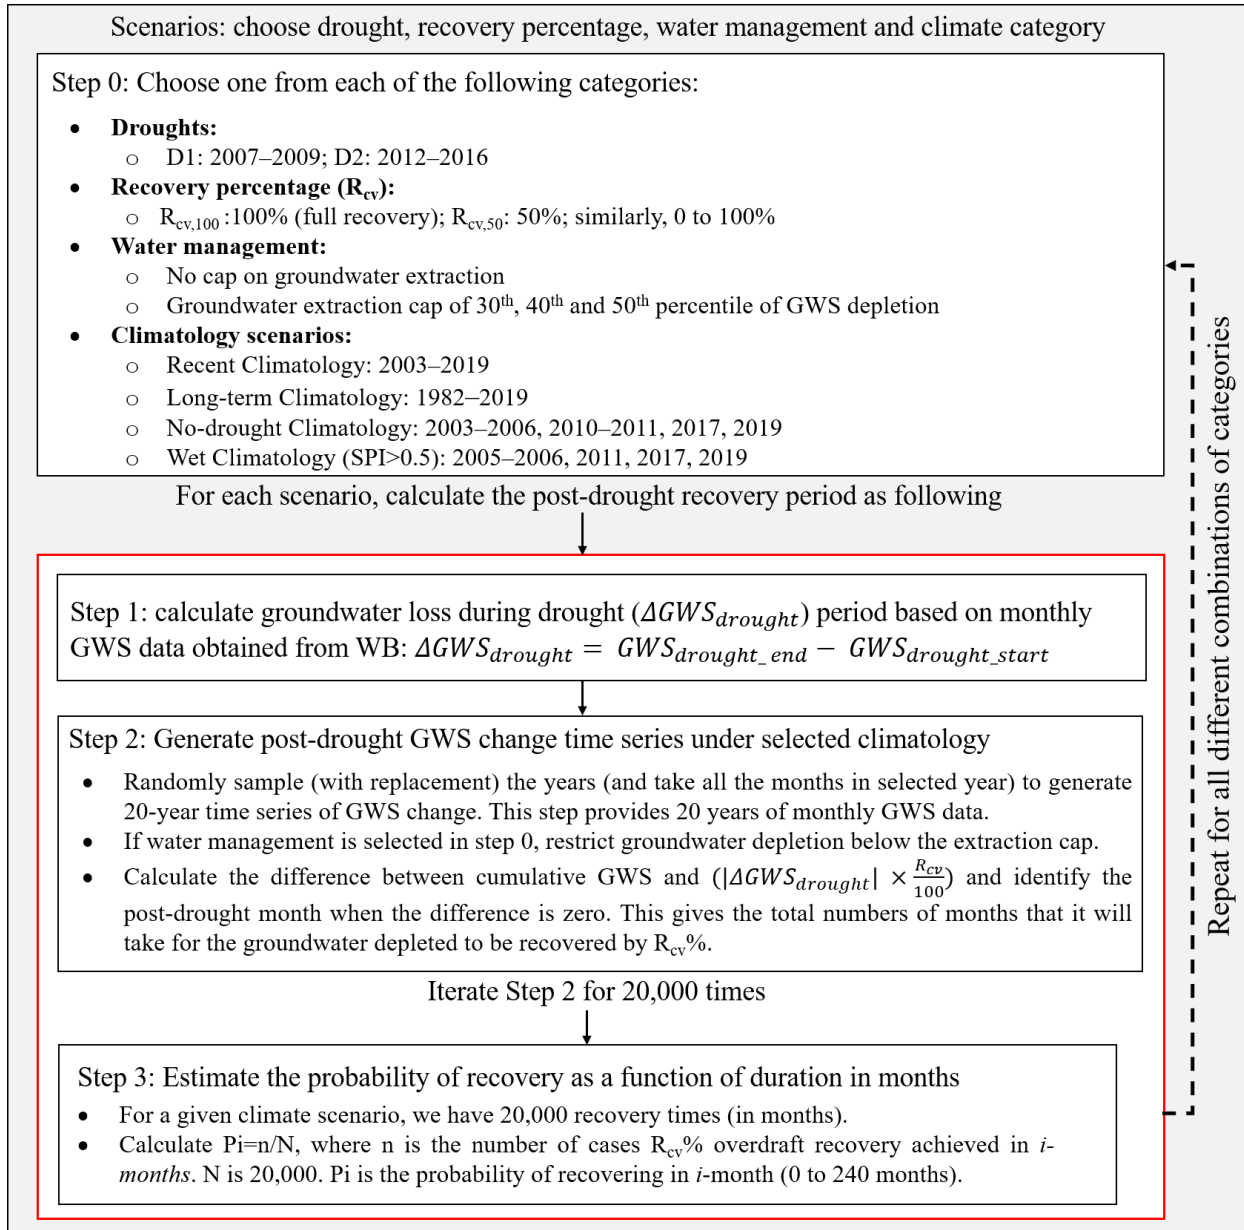 Scenarios: choose drought, recovery percentage, water management and climate category
Step 0: Choose one from each of the following categories:
• Droughts:
o D1: 2007–2009; D2: 2012–2016
• Recovery percentage (Rcv):
o Rcv,100 :100% (full recovery); Rcv,50: 50%; similarly, 0 to 100%
• Water management:
o No cap on groundwater extraction
o Groundwater extraction cap of 30th, 40th and 50th percentile of GWS depletion
• Climatology scenarios:
o Recent Climatology: 2003–2019
o Long-term Climatology: 1982–2019
o No-drought Climatology: 2003–2006, 2010–2011, 2017, 2019
o Wet Climatology (SPI>0.5): 2005–2006, 2011, 2017, 2019
For each scenario, calculate the post-drought recovery period as following
Step 1: calculate groundwater loss during drought (ΔGWS_drought) period based on monthly
GWS data obtained from WB: ΔGWS_drought = GWS_drought_end − GWS_drought_start
Step 2: Generate post-drought GWS change time series under selected climatology
• Randomly sample (with replacement) the years (and take all the months in selected year) to generate
20-year time series of GWS change. This step provides 20 years of monthly GWS data.
• If water management is selected in step 0, restrict groundwater depletion below the extraction cap.
• Calculate the difference between cumulative GWS and (|ΔGWS_drought| × Rcv/100) and identify the
post-drought month when the difference is zero. This gives the total numbers of months that it will
take for the groundwater depleted to be recovered by Rcv%.
Iterate Step 2 for 20,000 times
Step 3: Estimate the probability of recovery as a function of duration in months
• For a given climate scenario, we have 20,000 recovery times (in months).
• Calculate Pi=n/N, where n is the number of cases Rcv% overdraft recovery achieved in i-
months. N is 20,000. Pi is the probability of recovering in i-month (0 to 240 months).
Repeat for all different combinations of categories